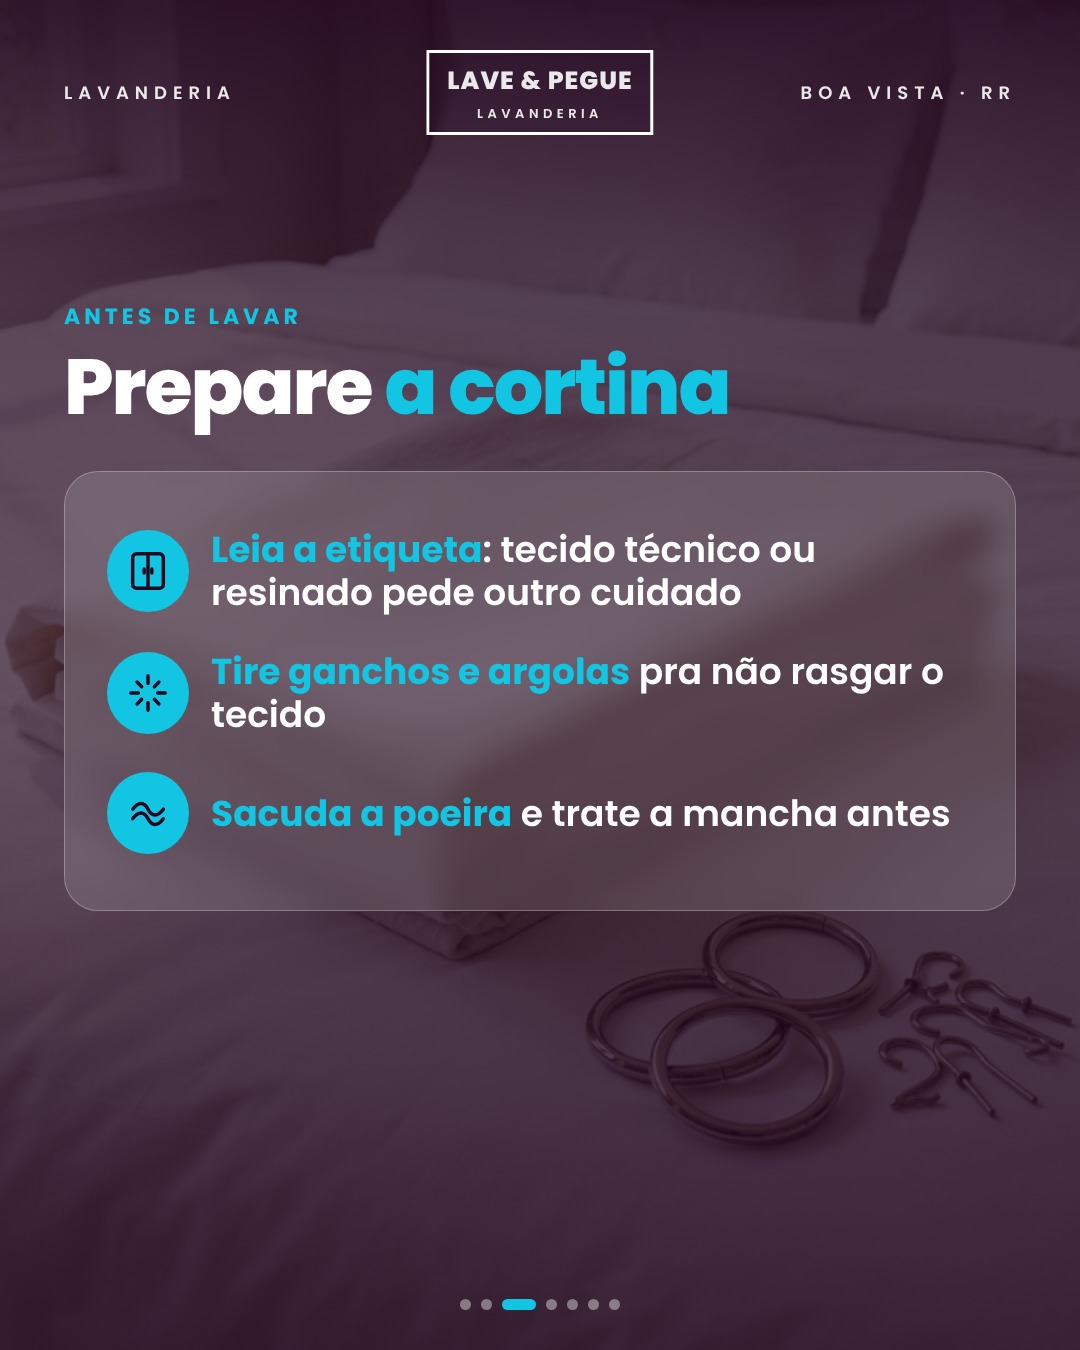 LAVANDERIA
LAVE & PEGUE
LAVANDERIA
BOA VISTA · RR
ANTES DE LAVAR
Prepare a cortina
Leia a etiqueta: tecido técnico ou
resinado pede outro cuidado
Tire ganchos e argolas pra não rasgar o
tecido
Sacuda a poeira e trate a mancha antes